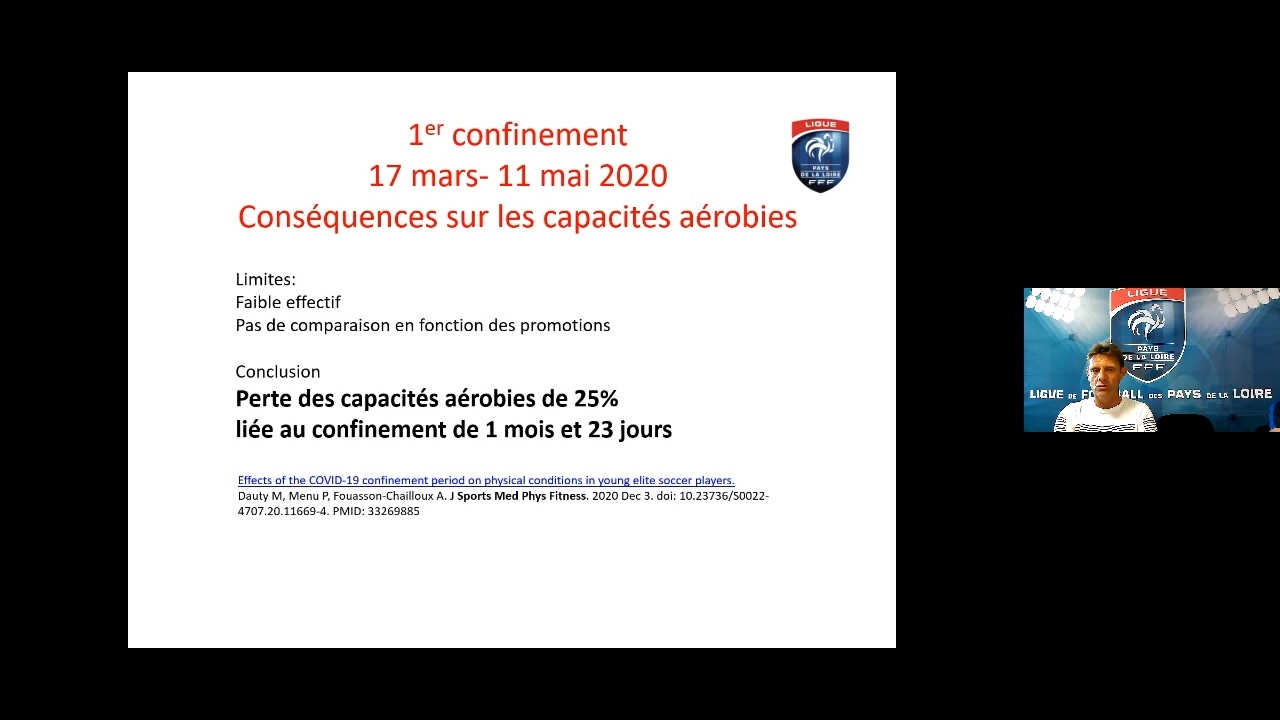 1er confinement
17 mars- 11 mai 2020
Conséquences sur les capacités aérobies
LIGUE
PAYS
DE LA LOIRE
FFF
Limites:
Faible effectif
Pas de comparaison en fonction des promotions
Conclusion
Perte des capacités aérobies de 25%
liée au confinement de 1 mois et 23 jours
Effects of the COVID-19 confinement period on physical conditions in young elite soccer players.
Dauty M, Menu P, Fouasson-Chailloux A. J Sports Med Phys Fitness. 2020 Dec 3. doi: 10.23736/S0022-
4707.20.11669-4. PMID: 33269885
LIGUE
PAYS
DE LA LOIRE
FFF
LIGUE DE FO ALL DES PAYS DE LA LOIRE